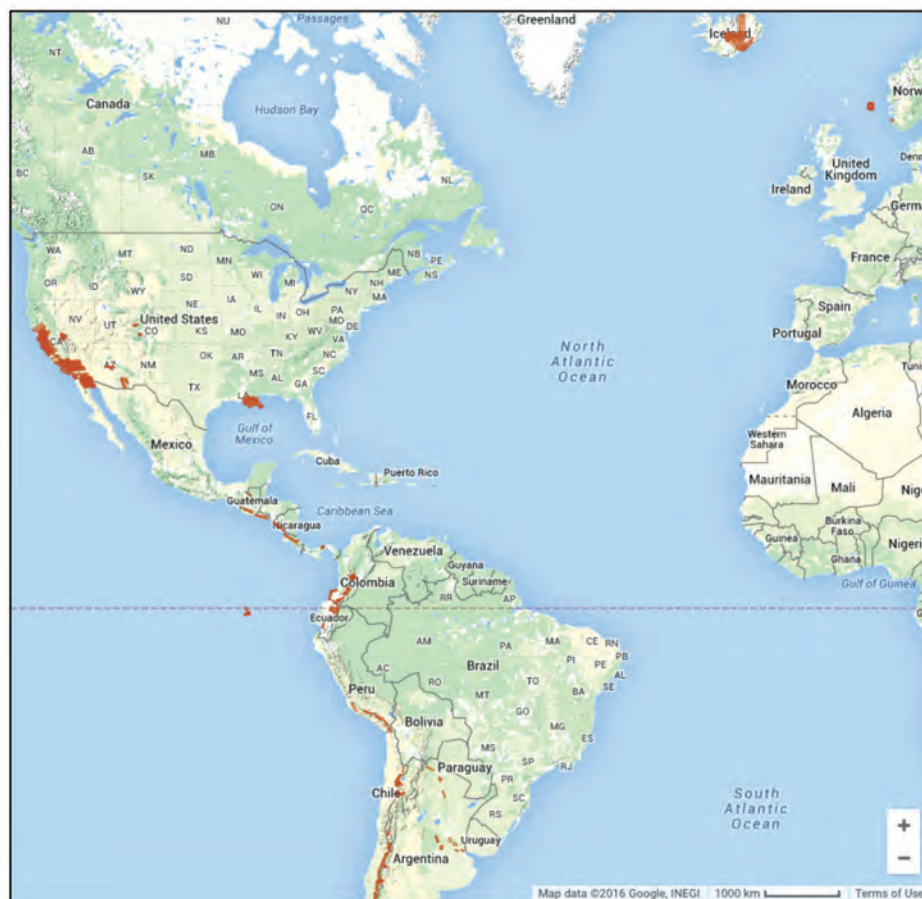 NU
Passages
Greenland
Iceland
NT
Canada
Hudson Bay
Norw
AB
MB
BC
SK
NL
ON
QC
United
Kingdom
Denn
Ireland
Germa
WA
MT
ND
MN
NB
PE
NS
ME
OR
ID
SD
WI
MI
NH
NY
MA
WY
IA
NE
France
NV
UT
United States
CO
IL
IN
OH
PA
MD
DE
CA
KS
MO
KY
WV
VA
Spain
Portugal
AZ
NM
OK
AR
TN
NC
SC
MS
AL
GA
TX
LA
FL
North
Atlantic
Ocean
Tuni
Morocco
Algeria
Gulf of
Mexico
Mexico
Western
Sahara
Cuba
Puerto Rico
Mauritania
Mali
Nig
Guatemala
Caribbean Sea
Nicaragua
Burkina
Faso
Guinea
Ghana
Nigeri
Venezuela
Guyana
Suriname
Colombia
Gulf of Guinea
RR
AP
G
Ecuador
AM
PA
MA
CE
RN
PB
PI
PE
AL
SE
AC
Brazil
TO
RO
MT
BA
Peru
GO
Bolivia
MG
ES
MS
SP
RJ
Paraguay
PR
SC
Chile
RS
South
Atlantic
Ocean
Uruguay
Argentina
+
−
Map data ©2016 Google, INEGI
1000 km
Terms of Use